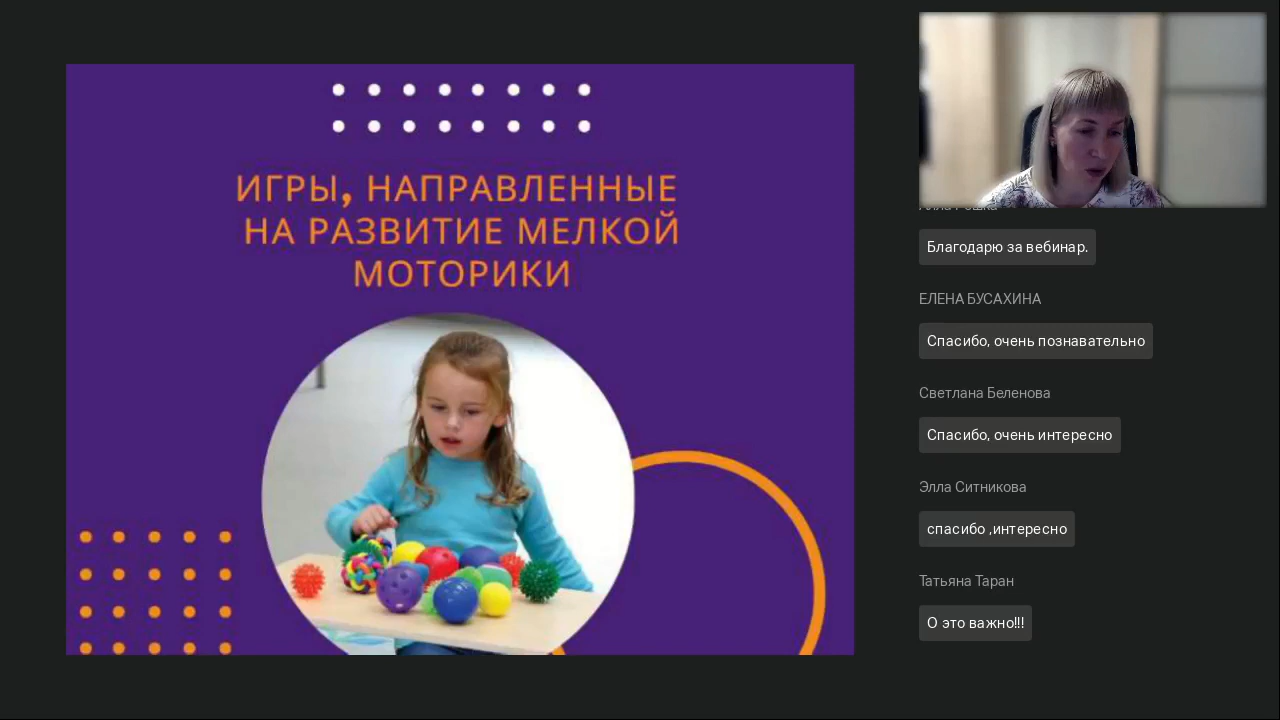 ИГРЫ, НАПРАВЛЕННЫЕ
НА РАЗВИТИЕ МЕЛКОЙ
МОТОРИКИ
Благодарю за вебинар.
ЕЛЕНА БУСАХИНА
Спасибо, очень познавательно
Светлана Беленова
Спасибо, очень интересно
Элла Ситникова
спасибо ,интересно
Татьяна Таран
О это важно!!!